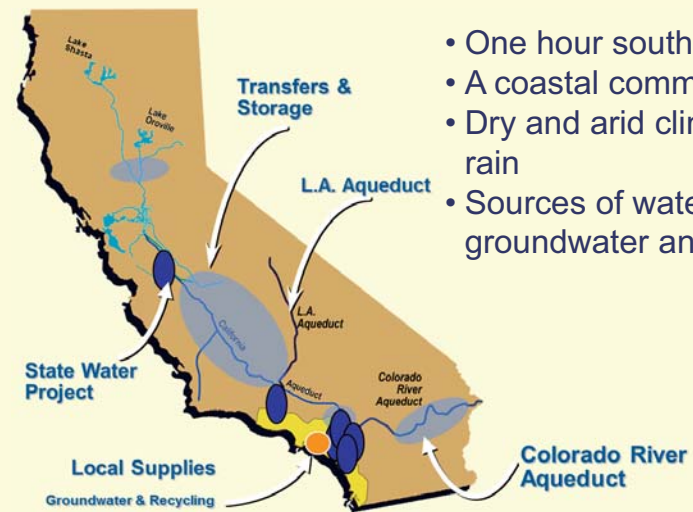 • One hour south
• A coastal comm
• Dry and arid
rain
• Sources of wate
groundwater an
Lake
Shasta
Lake
Oroville
Transfers &
Storage
L.A. Aqueduct
L.A.
Aqueduct
California
Aqueduct
Colorado
River
Aqueduct
State Water
Project
Local Supplies
Groundwater & Recycling
Colorado River
Aqueduct